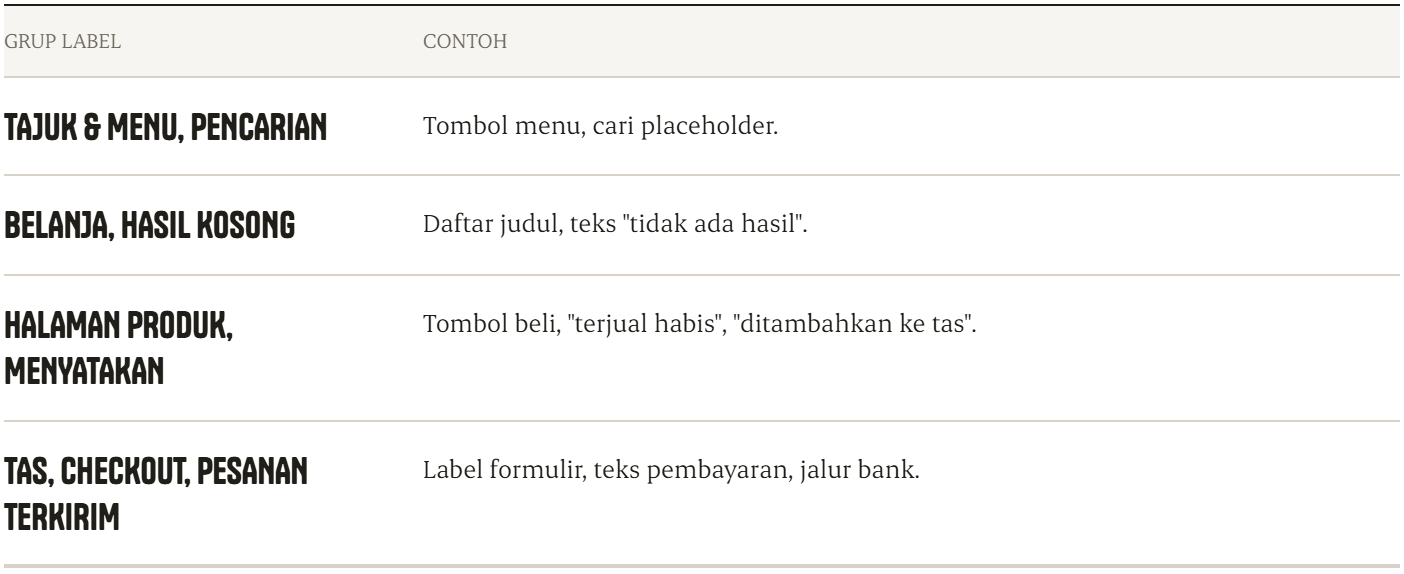 GRUP LABEL
CONTOH
TAJUK & MENU, PENCARIAN
Tombol menu, cari placeholder.
BELANJA, HASIL KOSONG
Daftar judul, teks "tidak ada hasil".
HALAMAN PRODUK,
MENYATAKAN
Tombol beli, "terjual habis", "ditambahkan ke tas".
TAS, CHECKOUT, PESANAN
TERKIRIM
Label formulir, teks pembayaran, jalur bank.